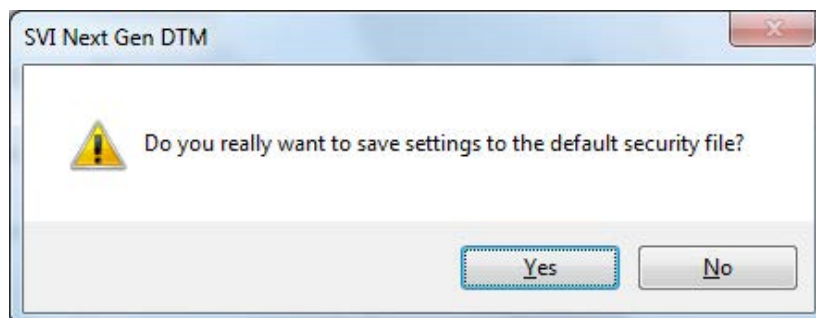 SVI Next Gen DTM
Do you really want to save settings to the default security file?
Yes
No